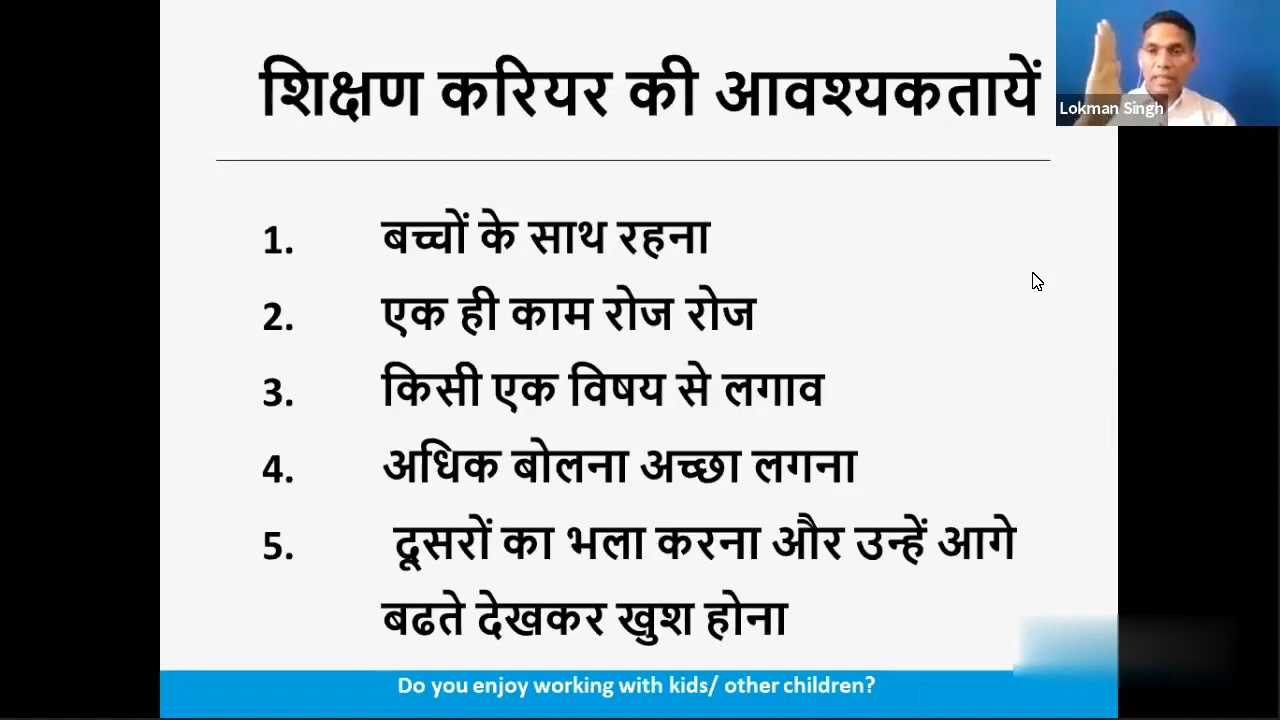 शिक्षण करियर की आवश्यकतायें
Lokman Singh
1. बच्चों के साथ रहना
2. एक ही काम रोज रोज
3. किसी एक विषय से लगाव
4. अधिक बोलना अच्छा लगना
5. दूसरों का भला करना और उन्हें आगे
बढते देखकर खुश होना
Do you enjoy working with kids/ other children?